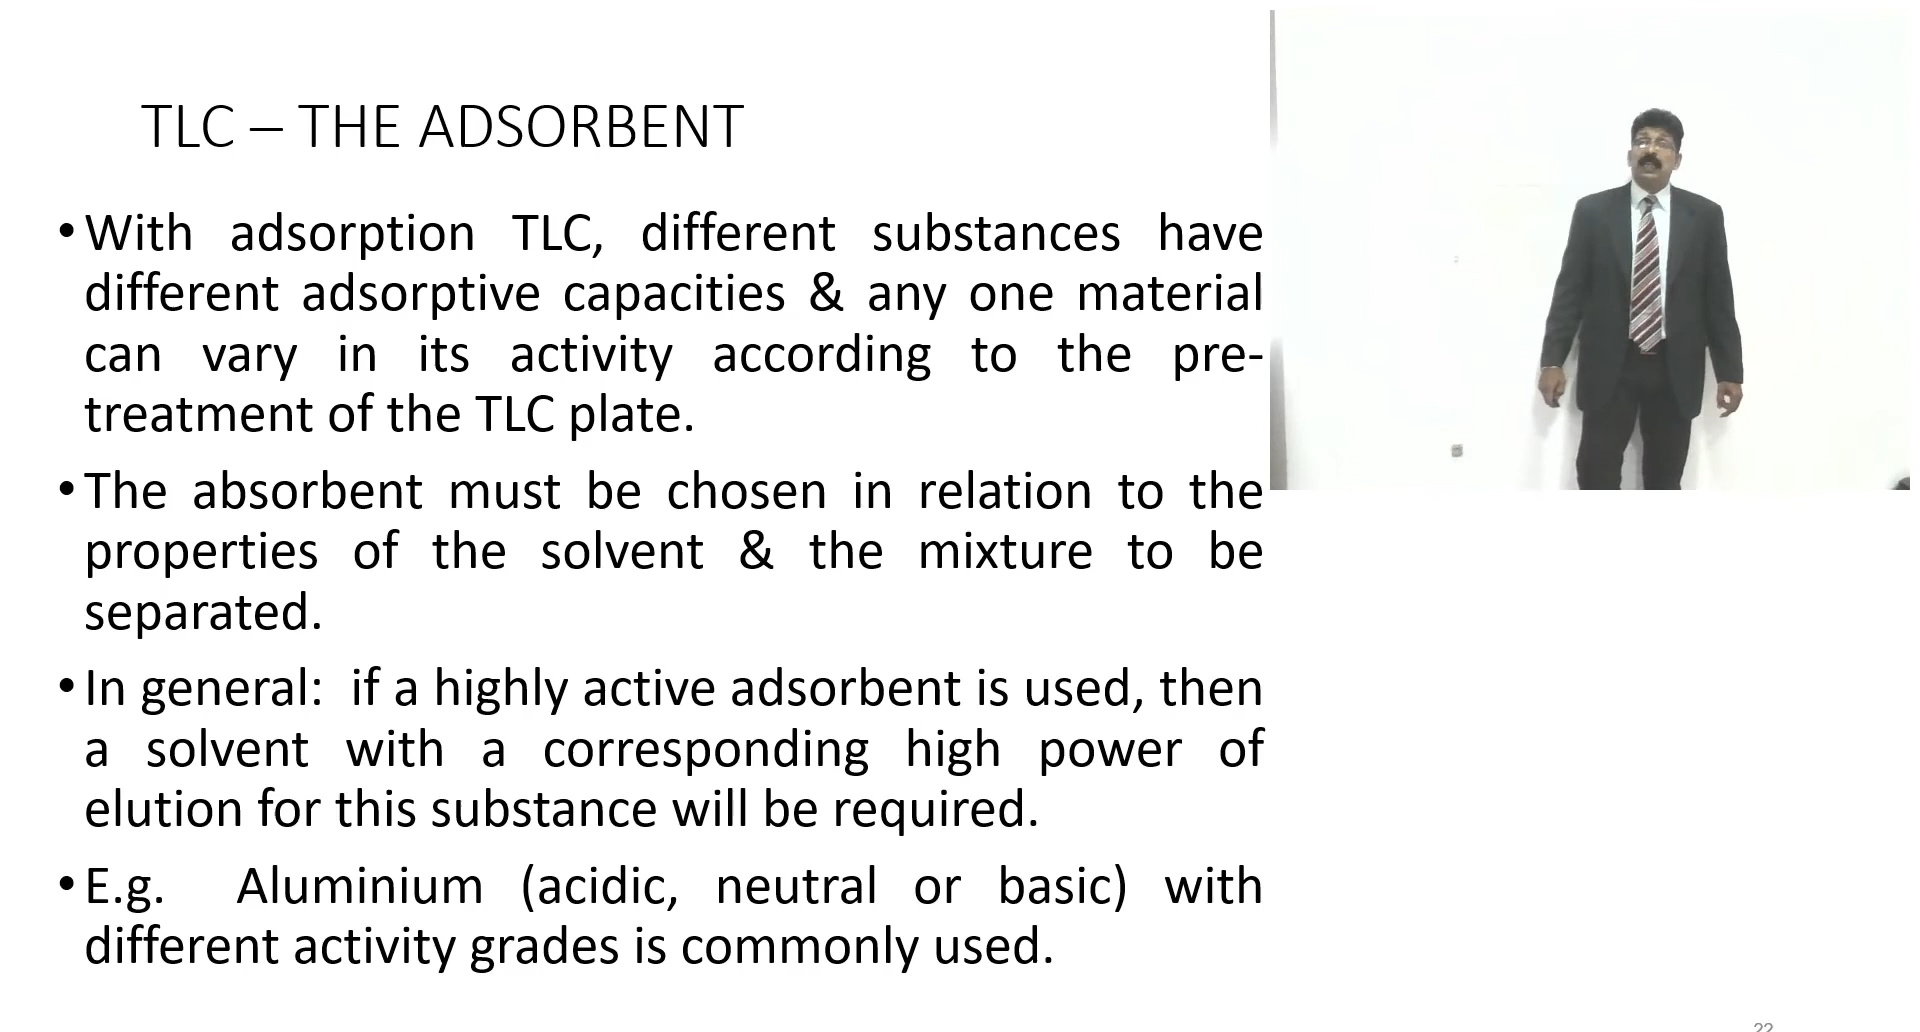 TLC – THE ADSORBENT
• With adsorption TLC, different substances have
different adsorptive capacities & any one material
can vary in its activity according to the pre-
treatment of the TLC plate.
• The absorbent must be chosen in relation to the
properties of the solvent & the mixture to be
separated.
• In general: if a highly active adsorbent is used, then
a solvent with a corresponding high power of
elution for this substance will be required.
• E.g. Aluminium (acidic, neutral or basic) with
different activity grades is commonly used.
22